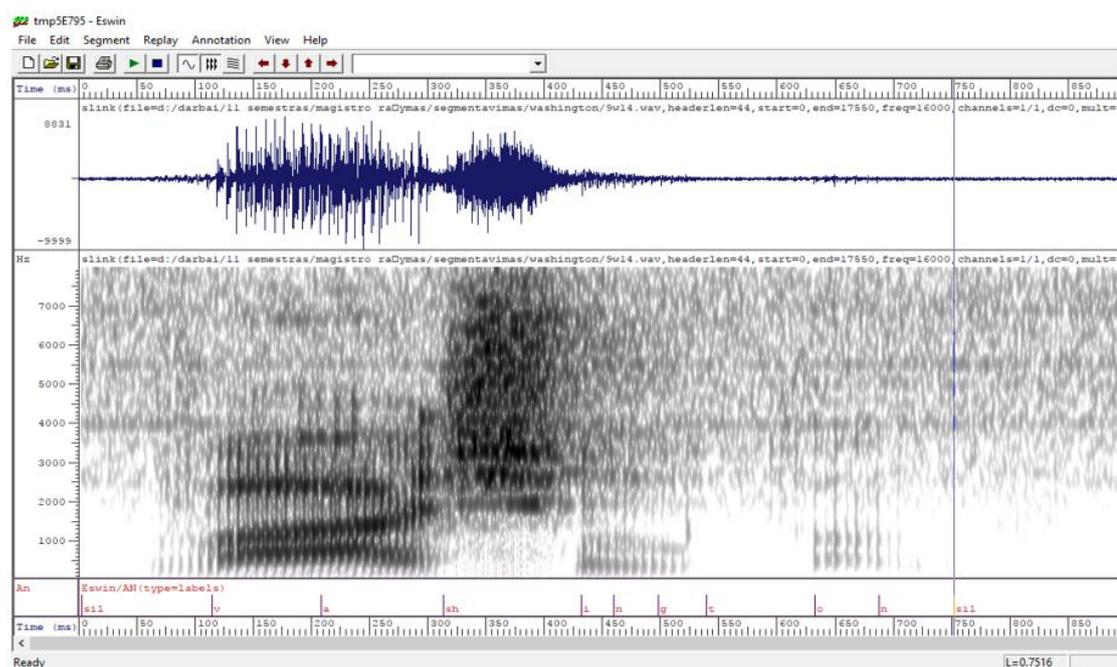 tmp5E795 - Eswin
File Edit Segment Replay Annotation View Help
Time (ms) 0 50 100 150 200 250 300 350 400 450 500 550 600 650 700 750 800 850
slink(file=d:/darbai/11 semestras/magistro ra□ymas/segmentavimas/washington/9w14.wav,headerlen=44,start=0,end=17550,freq=16000,channels=1/1,dc=0,mult=
8831
-9999
Hz slink(file=d:/darbai/11 semestras/magistro ra□ymas/segmentavimas/washington/9w14.wav,headerlen=44,start=0,end=17550,freq=16000,channels=1/1,dc=0,mult=
7000
6000
5000
4000
3000
2000
1000
An Eswin/AN(type=labels)
sil v a sh i n g t o n sil
Time (ms) 0 50 100 150 200 250 300 350 400 450 500 550 600 650 700 750 800 850
Ready L=0.7516